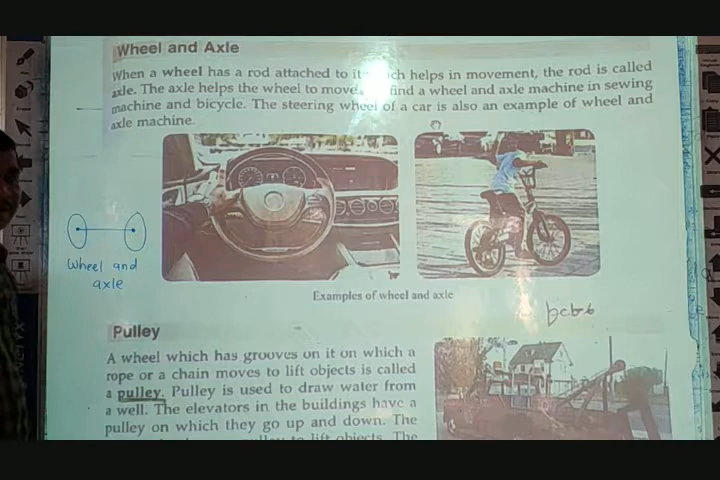 Wheel and Axle
When a wheel has a rod attached to it which helps in movement, the rod is called
axle. The axle helps the wheel to move. find a wheel and axle machine in sewing
machine and bicycle. The steering wheel of a car is also an example of wheel and
axle machine.
Wheel and
axle
Examples of wheel and axle
Pulley
A wheel which has grooves on it on which a
rope or a chain moves to lift objects is called
a pulley. Pulley is used to draw water from
a well. The elevators in the buildings have a
pulley on which they go up and down. The
to lift objects. The